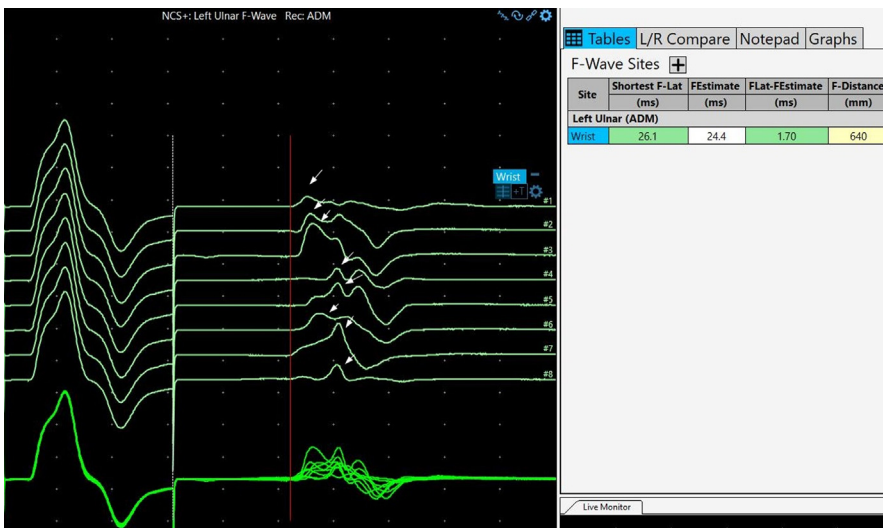 NCS+: Left Ulnar F-Wave Rec: ADM
Wrist
+T
#1
#2
#3
#4
#5
#6
#7
#8
Tables L/R Compare Notepad Graphs
F-Wave Sites +
Site Shortest F-Lat FEstimate FLat-FEstimate F-Distance
(ms) (ms) (ms) (mm)
Left Ulnar (ADM)
Wrist 26.1 24.4 1.70 640
Live Monitor